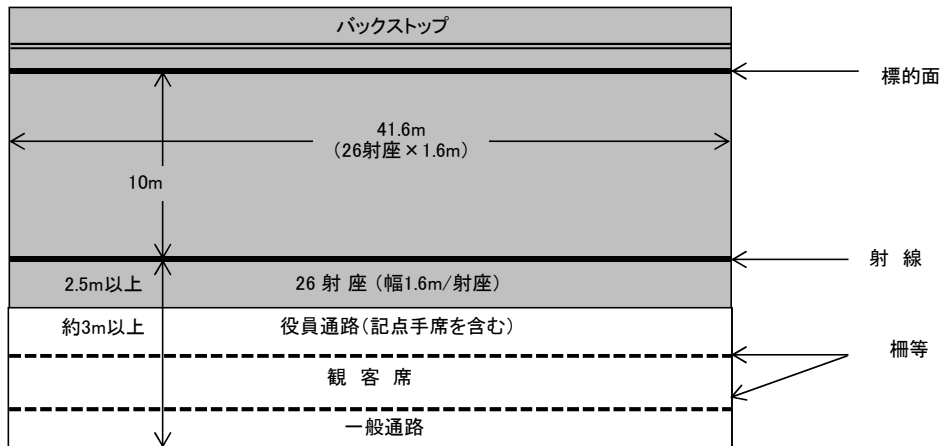 バックストップ
標的面
41.6m
（26射座×1.6m）
10m
射 線
2.5m以上
26 射 座 （幅1.6m/射座）
約3m以上
役員通路（記点手席を含む）
柵等
観 客 席
一般通路